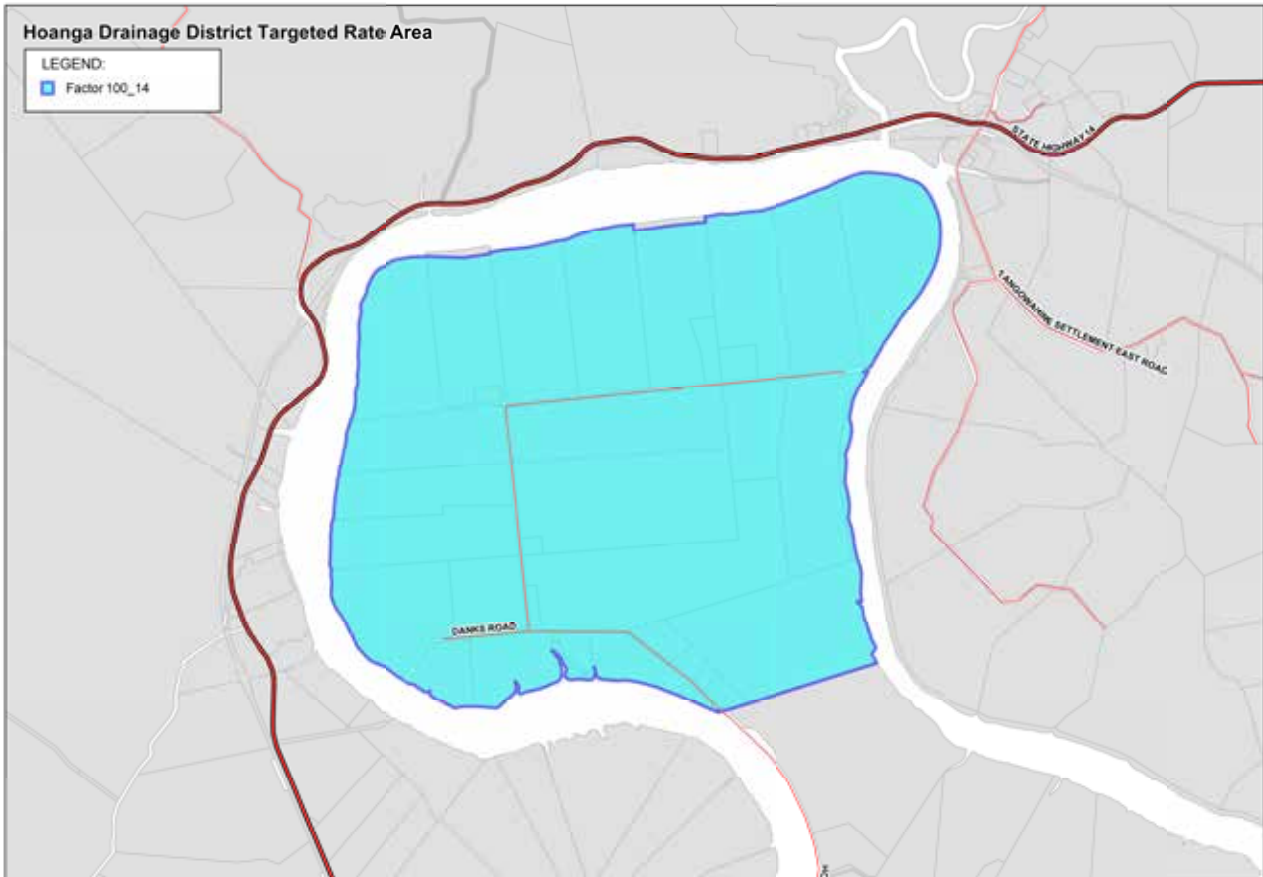 Hoanga Drainage District Targeted Rate Area
LEGEND:
Factor 100_14
STATE HIGHWAY 14
TANGOWAHINE SETTLEMENT EAST ROAD
DANKS ROAD